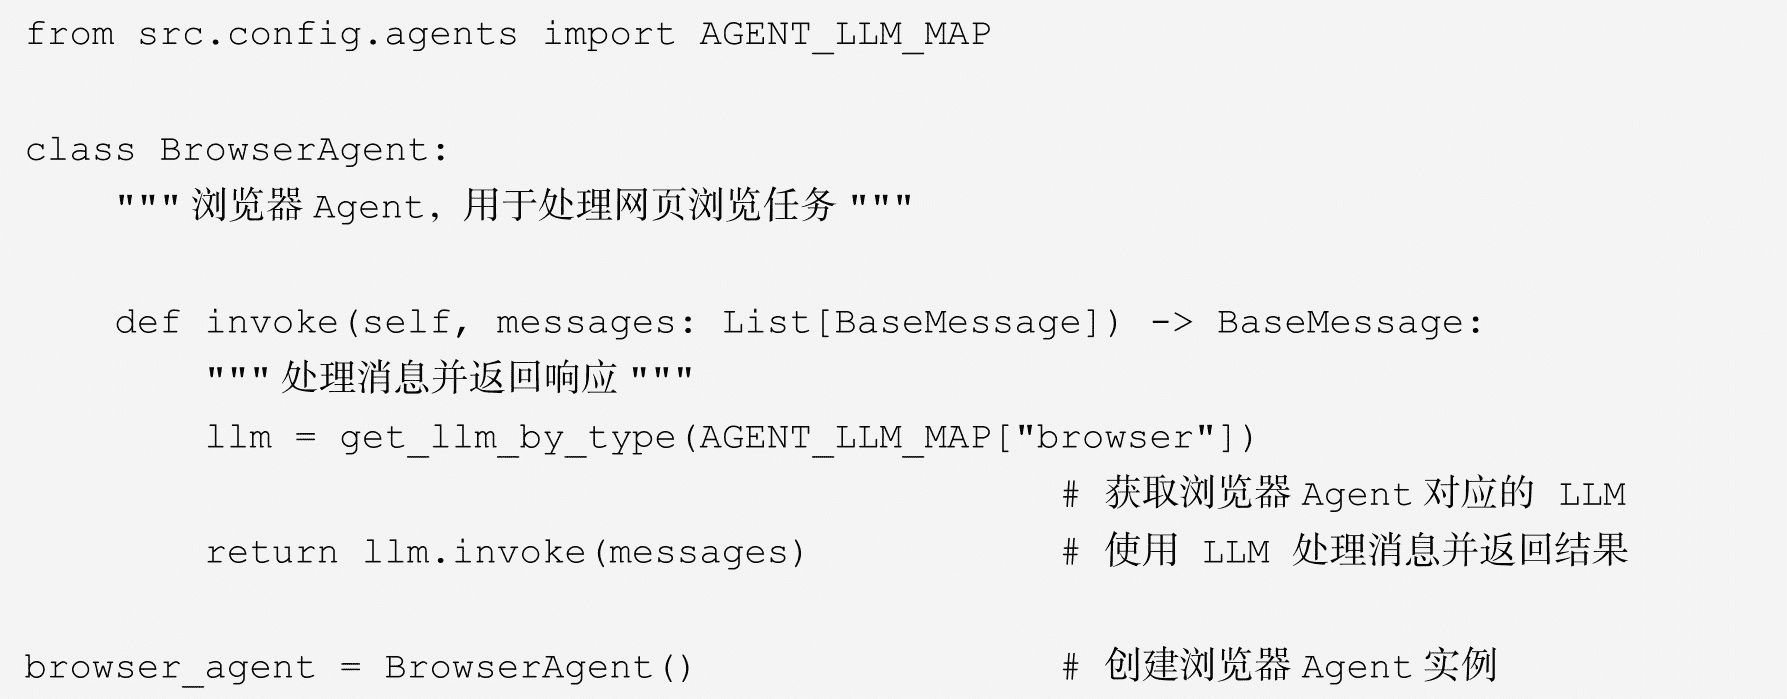 from src.config.agents import AGENT_LLM_MAP
class BrowserAgent:
"""浏览器 Agent，用于处理网页浏览任务"""
def invoke(self, messages: List[BaseMessage]) -> BaseMessage:
"""处理消息并返回响应"""
llm = get_llm_by_type(AGENT_LLM_MAP["browser"])
# 获取浏览器 Agent 对应的 LLM
return llm.invoke(messages) # 使用 LLM 处理消息并返回结果
browser_agent = BrowserAgent() # 创建浏览器 Agent 实例